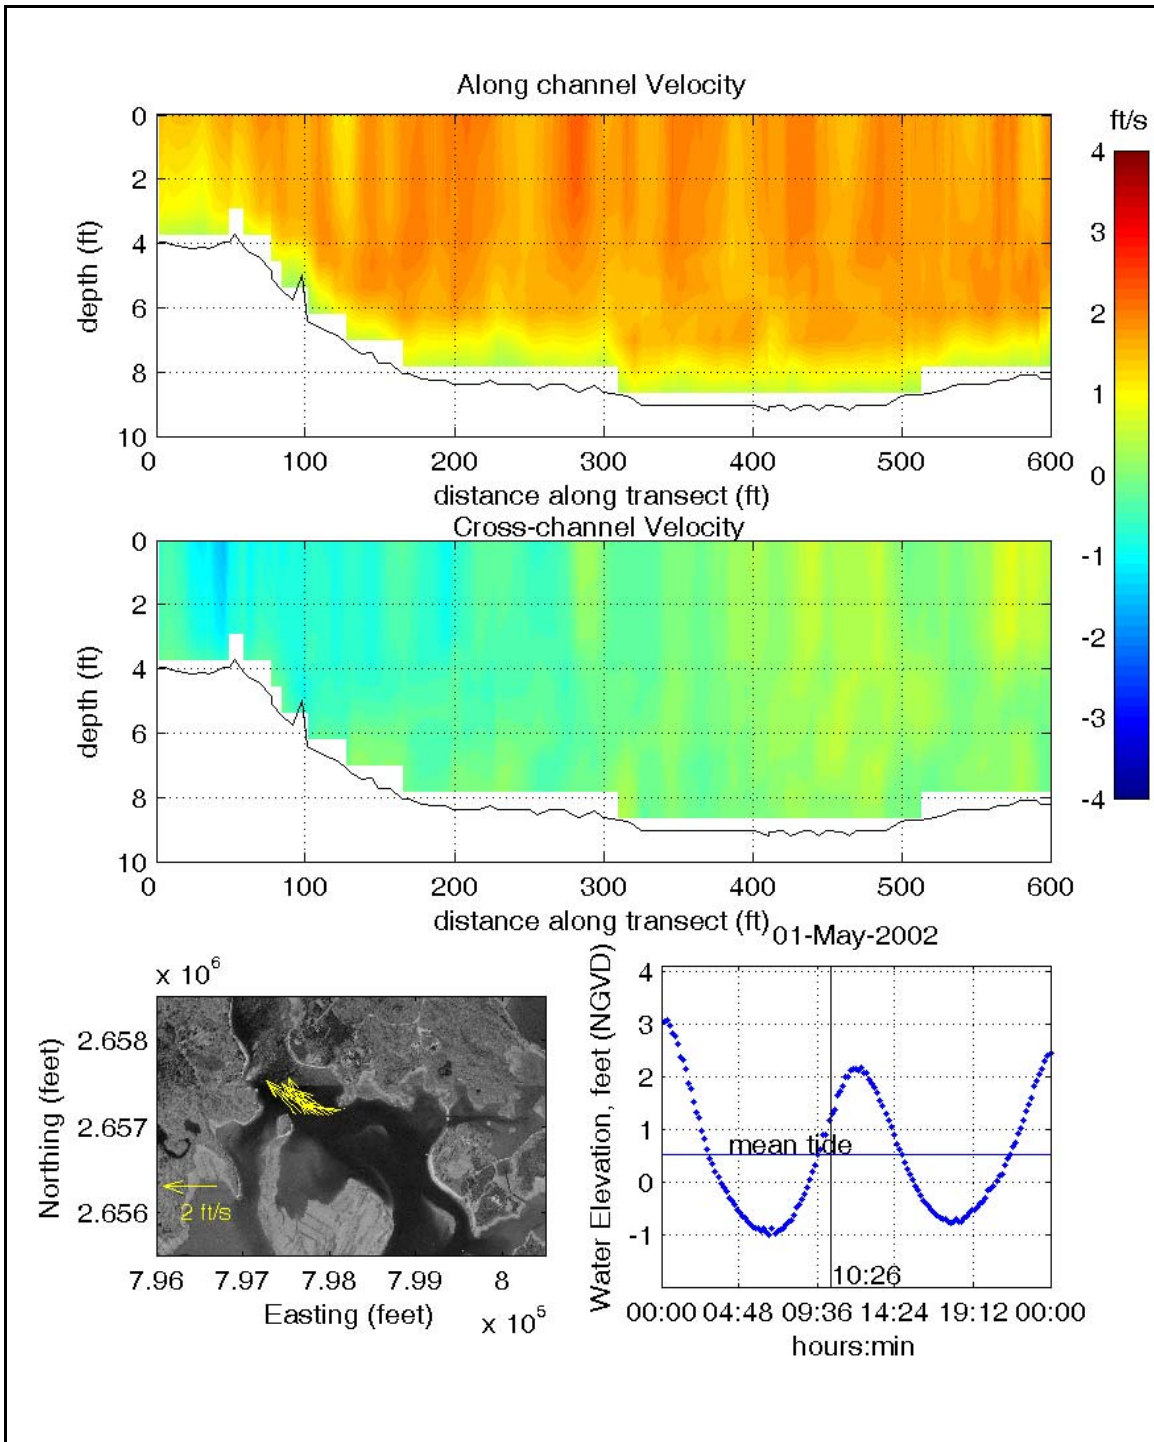 Along channel Velocity
ft/s
0
2
4
6
8
10
depth (ft)
0 100 200 300 400 500 600
distance along transect (ft)
4
3
2
1
0
-1
-2
-3
-4
Cross-channel Velocity
0
2
4
6
8
10
depth (ft)
0 100 200 300 400 500 600
distance along transect (ft)
x 10^6
2.658
2.657
2.656
Northing (feet)
2 ft/s
7.96 7.97 7.98 7.99 8
Easting (feet)
x 10^5
01-May-2002
4
3
2
1
0
-1
Water Elevation, feet (NGVD)
mean tide
10:26
00:00 04:48 09:36 14:24 19:12 00:00
hours:min